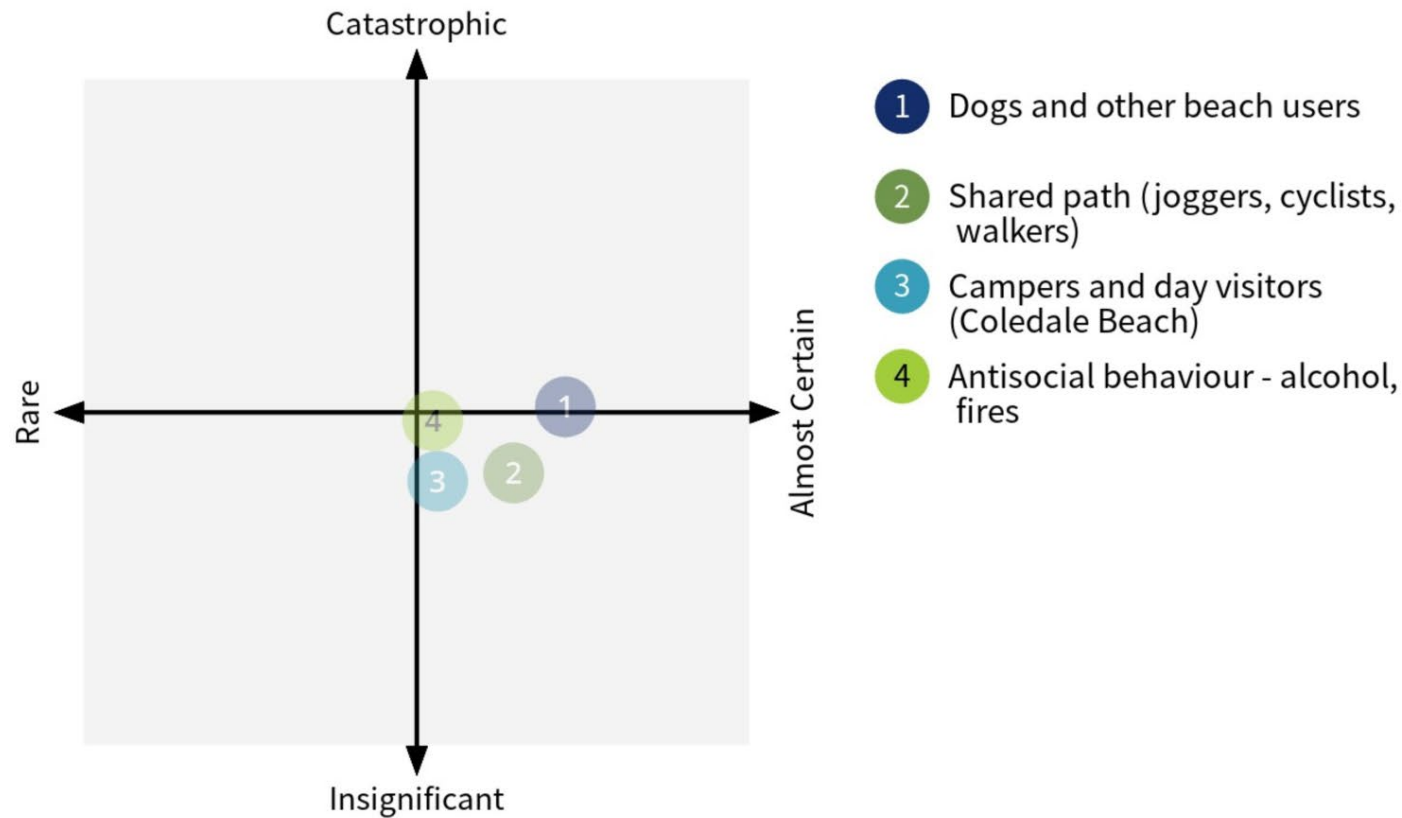 Catastrophic
1 Dogs and other beach users
2 Shared path (joggers, cyclists,
walkers)
3 Campers and day visitors
(Coledale Beach)
4 Antisocial behaviour - alcohol,
fires
Rare
Almost Certain
4
1
3
2
Insignificant